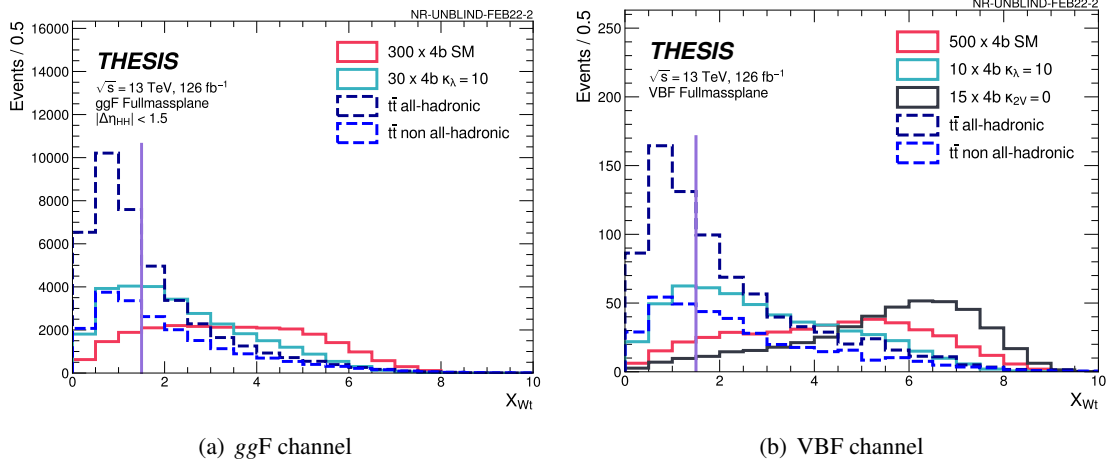 NR-UNBLIND-FEB22-2
Events / 0.5
16000
14000
12000
10000
8000
6000
4000
2000
0
THESIS
√s = 13 TeV, 126 fb⁻¹
ggF Fullmassplane
|Δη_HH| < 1.5
300 x 4b SM
30 x 4b κ_λ = 10
tt̄ all-hadronic
tt̄ non all-hadronic
0 2 4 6 8 10
X_Wt
(a) ggF channel
NR-UNBLIND-FEB22-2
Events / 0.5
250
200
150
100
50
0
THESIS
√s = 13 TeV, 126 fb⁻¹
VBF Fullmassplane
500 x 4b SM
10 x 4b κ_λ = 10
15 x 4b κ_2V = 0
tt̄ all-hadronic
tt̄ non all-hadronic
0 2 4 6 8 10
X_Wt
(b) VBF channel